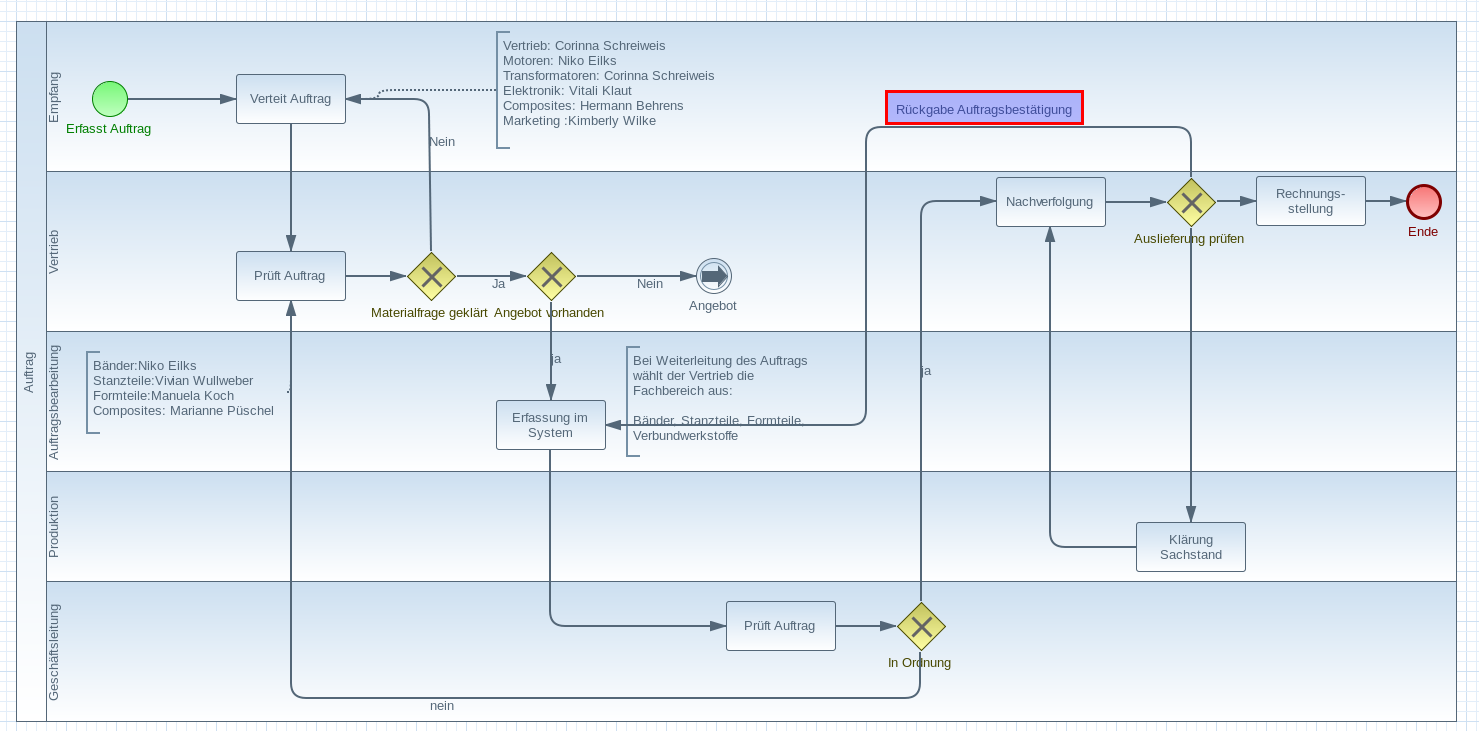 Auftrag
Empfang
Erfasst Auftrag
Verteit Auftrag
Nein
Vertrieb: Corinna Schreiweis
Motoren: Niko Eilks
Transformatoren: Corinna Schreiweis
Elektronik: Vitali Klaut
Composites: Hermann Behrens
Marketing :Kimberly Wilke
Rückgabe Auftragsbestätigung
Vertrieb
Prüft Auftrag
Materialfrage geklärt
Ja
Angebot vorhanden
Nein
Angebot
Nachverfolgung
Auslieferung prüfen
Rechnungs-
stellung
Ende
Auftragsbearbeitung
Bänder:Niko Eilks
Stanzteile:Vivian Wullweber
Formteile:Manuela Koch
Composites: Marianne Püschel
ja
Erfassung im
System
Bei Weiterleitung des Auftrags
wählt der Vertrieb die
Fachbereich aus:
Bänder, Stanzteile, Formteile,
Verbundwerkstoffe
ja
Produktion
Klärung
Sachstand
Geschäftsleitung
Prüft Auftrag
In Ordnung
nein